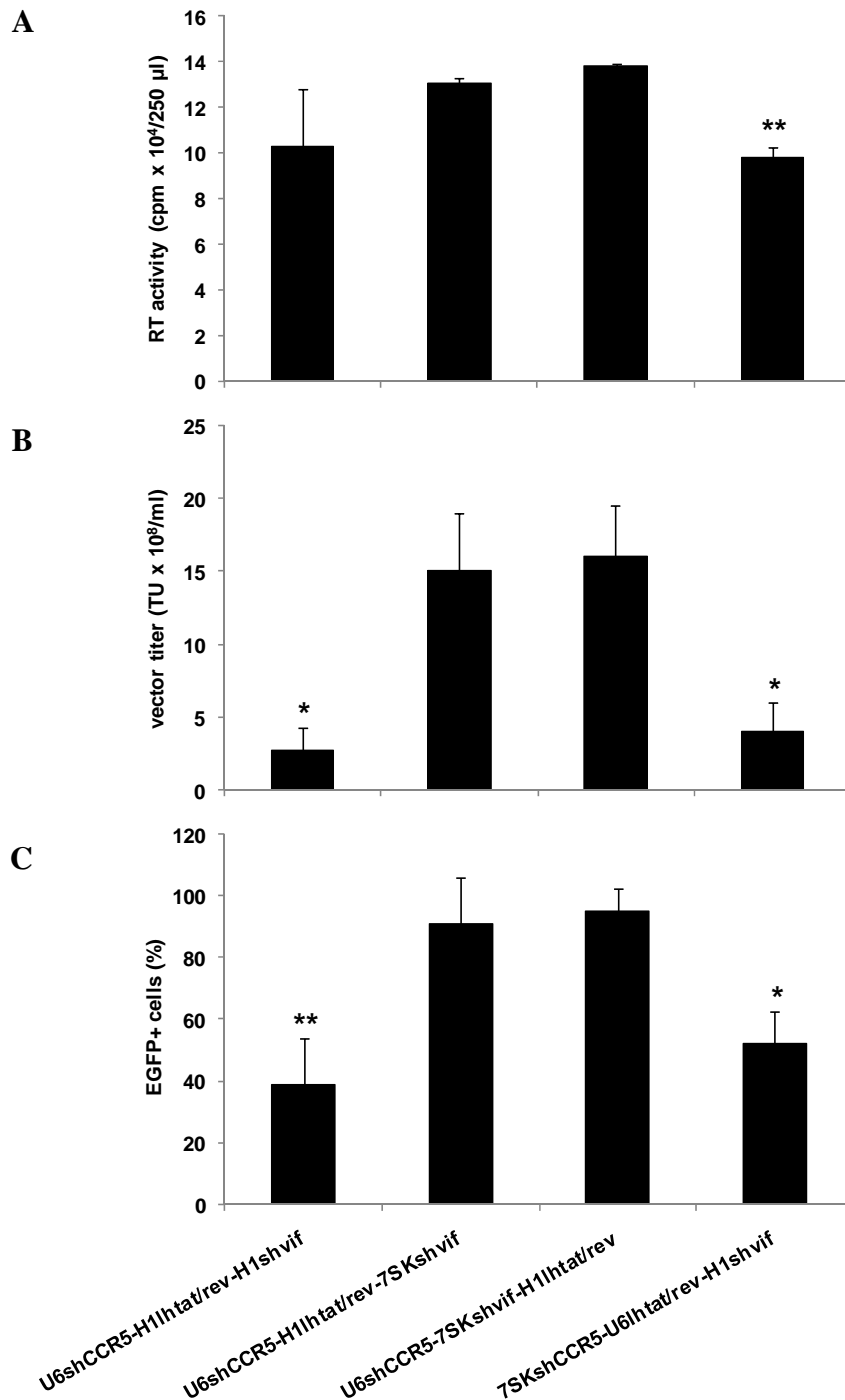 A
RT activity (cpm x 10⁴/250 µl)
16
14
12
10
8
6
4
2
0
**
B
vector titer (TU x 10⁸/ml)
25
20
15
10
5
0
*
*
C
EGFP+ cells (%)
120
100
80
60
40
20
0
**
*
U6shCCR5-H1lhtat/rev-H1shvif
U6shCCR5-H1lhtat/rev-7SKshvif
U6shCCR5-7SKshvif-H1lhtat/rev
7SKshCCR5-U6lhtat/rev-H1shvif